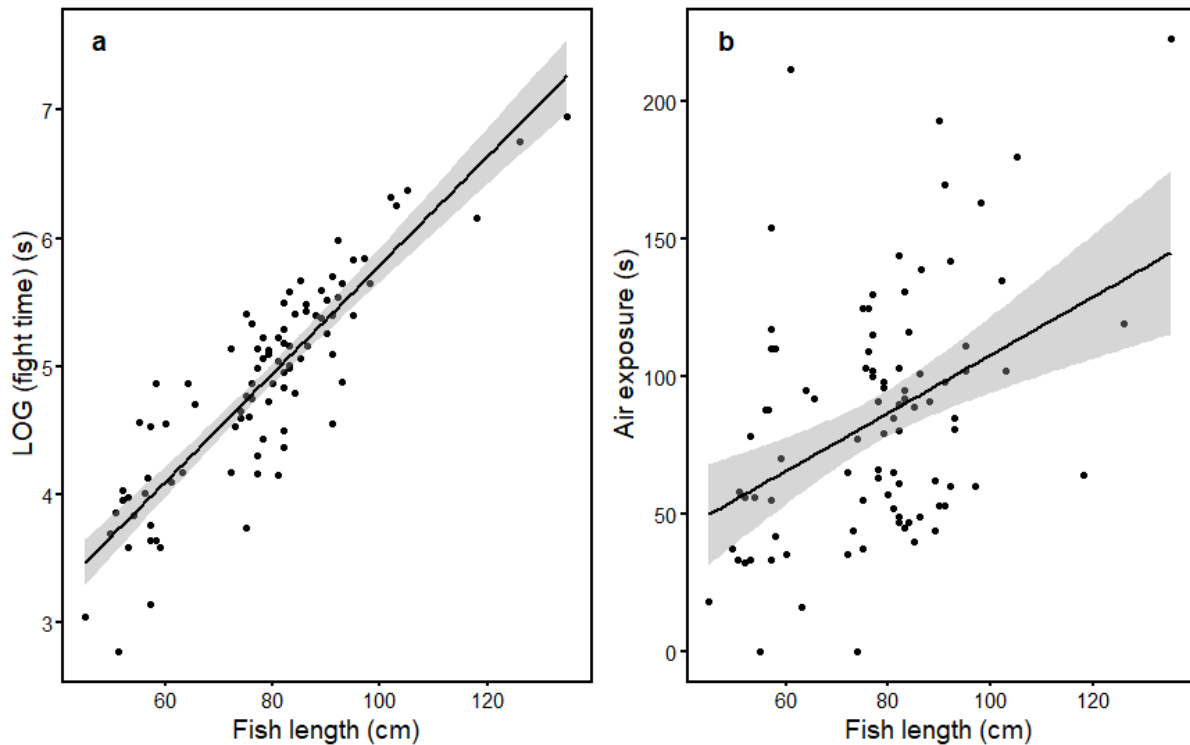 a
LOG (fight time) (s)
7
6
5
4
3
60 80 100 120
Fish length (cm)
b
Air exposure (s)
200
150
100
50
0
60 80 100 120
Fish length (cm)